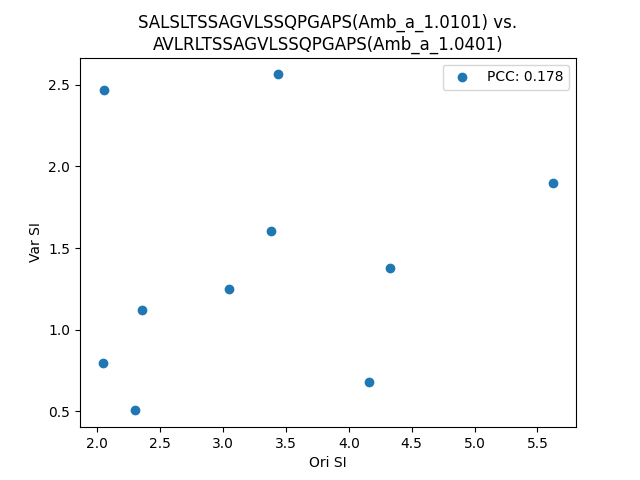 SALSLTSSAGVLSSQPGAPS(Amb_a_1.0101) vs.
AVLRLTSSAGVLSSQPGAPS(Amb_a_1.0401)
PCC: 0.178
2.5
2.0
1.5
1.0
0.5
Var SI
2.0 2.5 3.0 3.5 4.0 4.5 5.0 5.5
Ori SI